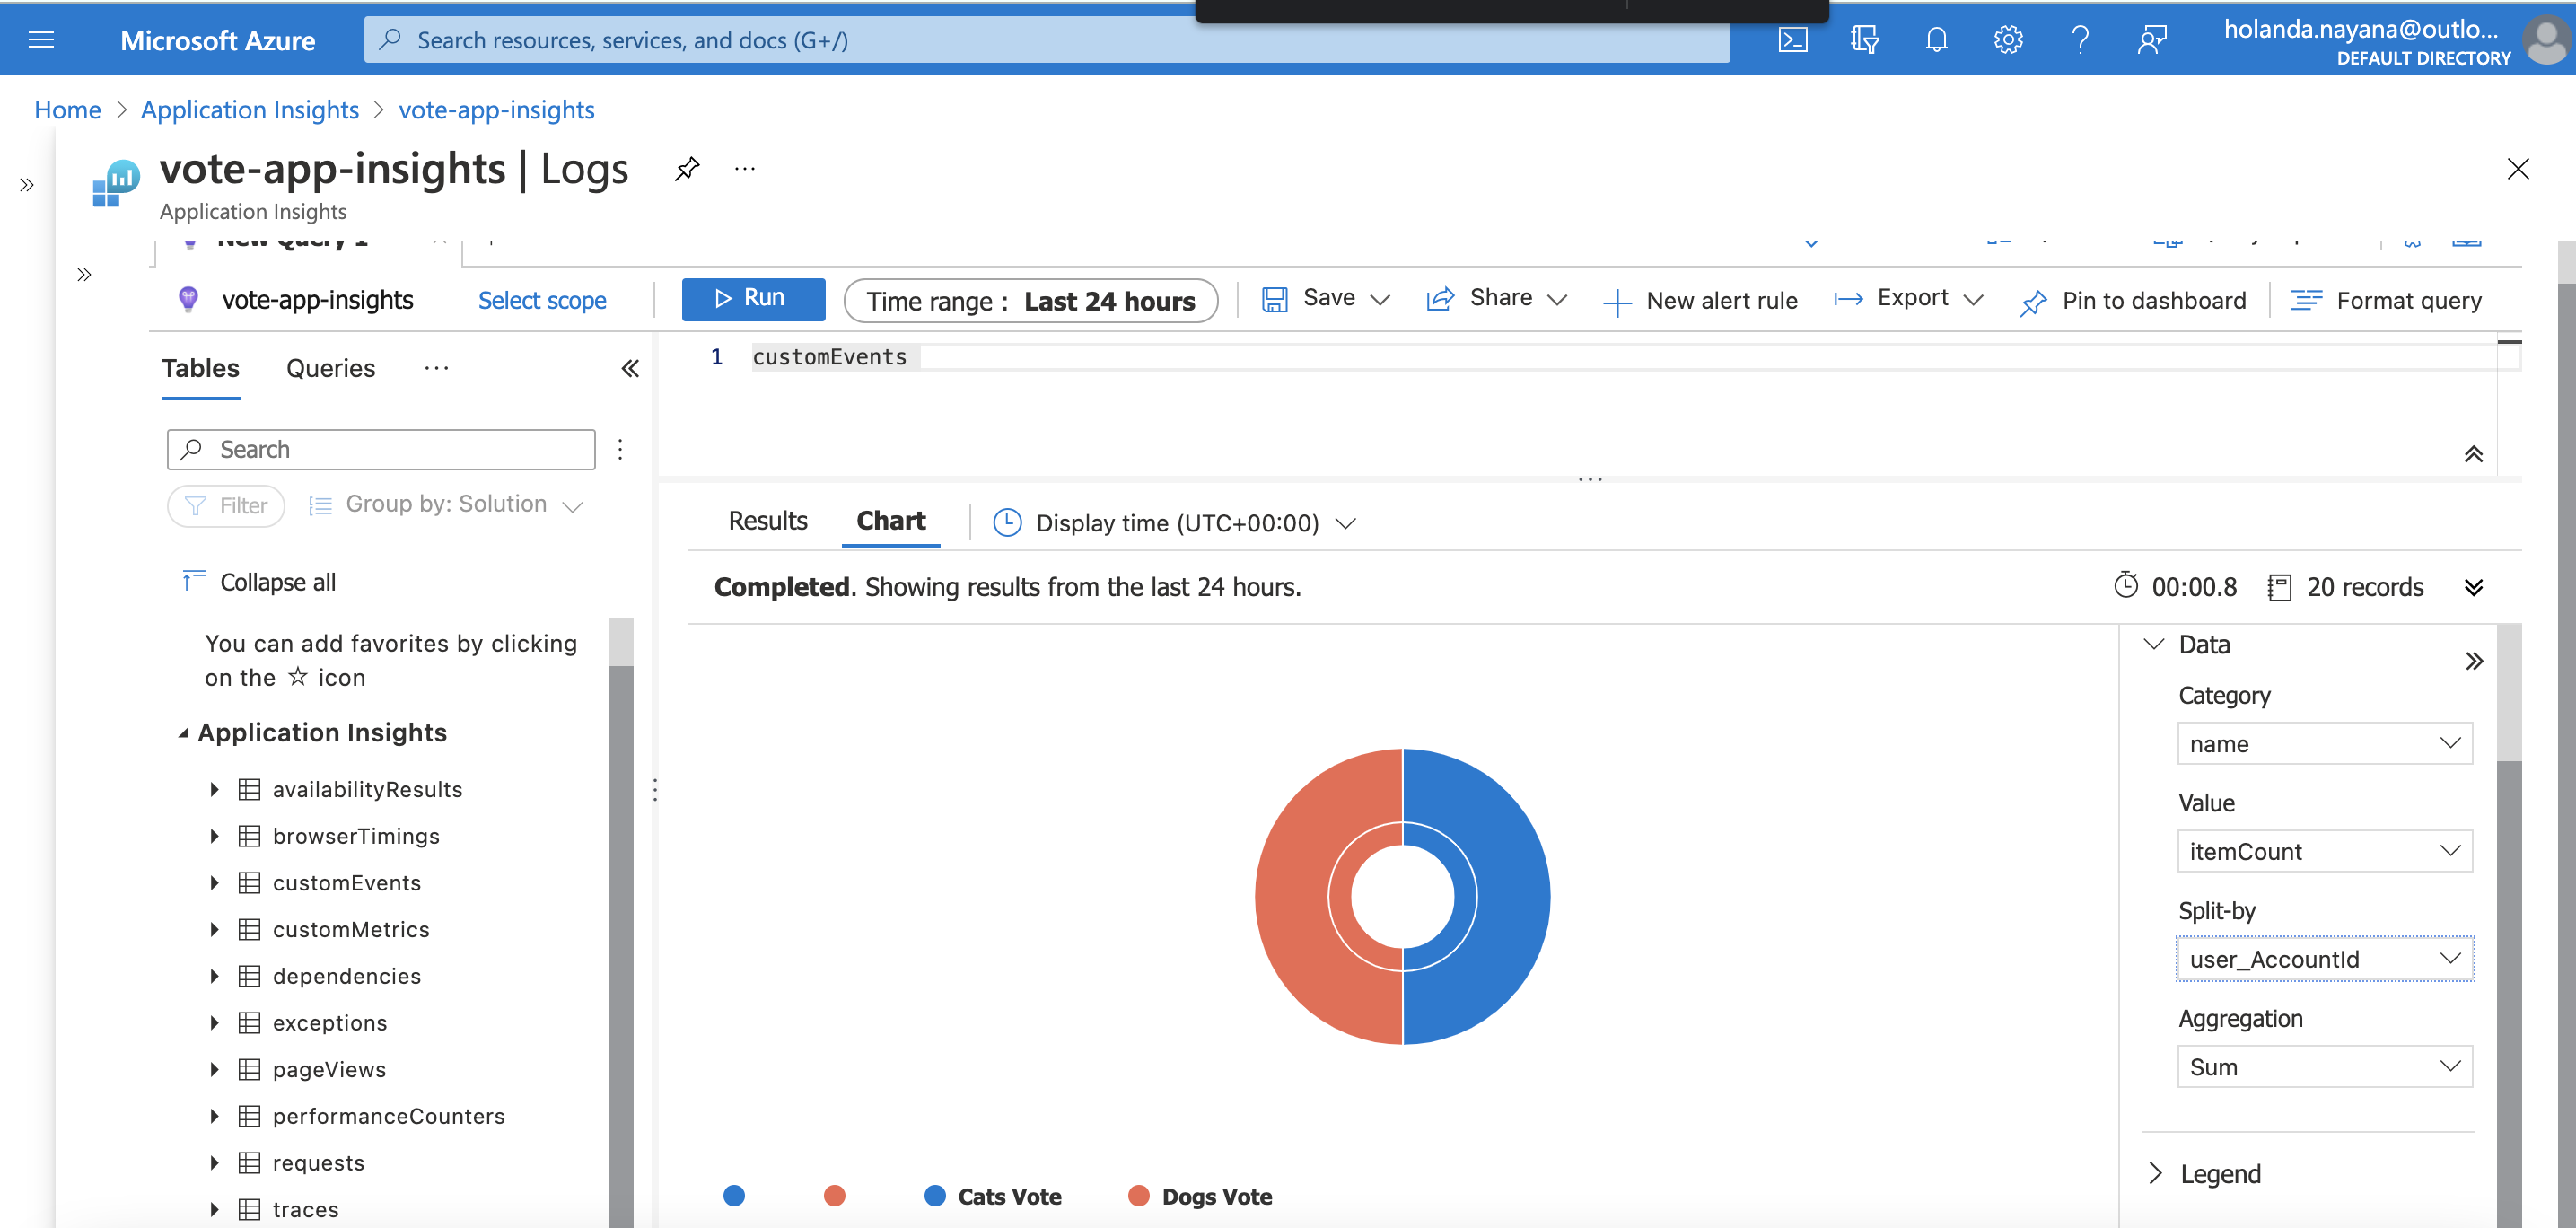 Microsoft Azure
Search resources, services, and docs (G+/)
holanda.nayana@outlo...
DEFAULT DIRECTORY
Home > Application Insights > vote-app-insights
vote-app-insights | Logs
Application Insights
New Query 1
vote-app-insights
Select scope
Run
Time range : Last 24 hours
Save
Share
New alert rule
Export
Pin to dashboard
Format query
Tables
Queries
1 customEvents
Search
Filter
Group by: Solution
Results
Chart
Display time (UTC+00:00)
Collapse all
Completed. Showing results from the last 24 hours.
00:00.8
20 records
You can add favorites by clicking
on the ☆ icon
Application Insights
availabilityResults
browserTimings
customEvents
customMetrics
dependencies
exceptions
pageViews
performanceCounters
requests
traces
Data
Category
name
Value
itemCount
Split-by
user_AccountId
Aggregation
Sum
Legend
Cats Vote
Dogs Vote